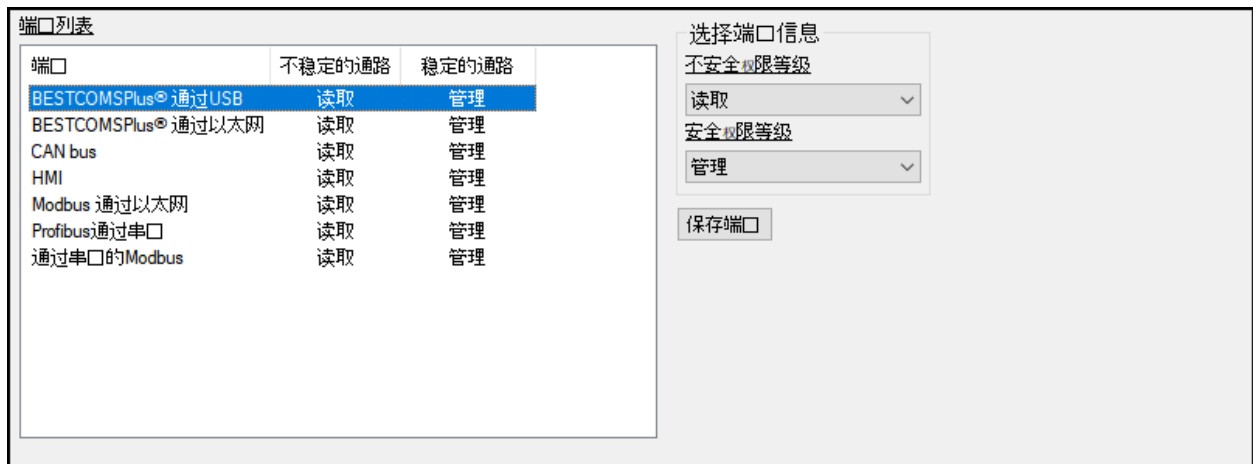 端口列表
端口 不稳定的通路 稳定的通路
BESTCOMSPlus® 通过USB 读取 管理
BESTCOMSPlus® 通过以太网 读取 管理
CAN bus 读取 管理
HMI 读取 管理
Modbus 通过以太网 读取 管理
Profibus通过串口 读取 管理
通过串口的Modbus 读取 管理
选择端口信息
不安全权限等级
读取
安全权限等级
管理
保存端口